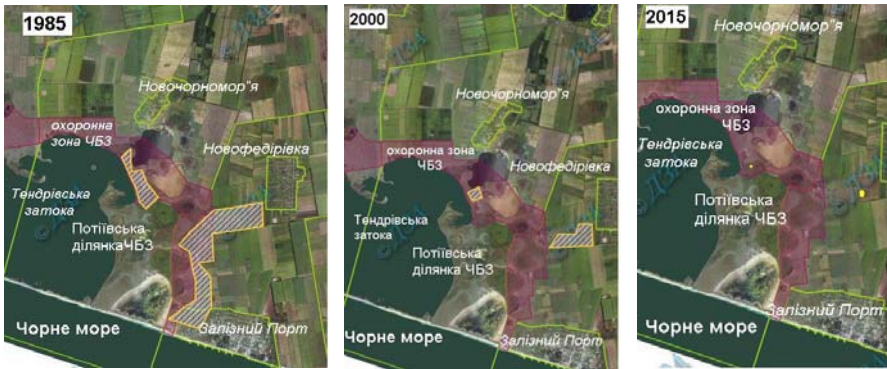 1985
Новочорномор"я
охоронна
зона ЧБЗ
Новофедірівка
Тендрівська
затока
Потіївська
ділянкаЧБЗ
Залізний Порт
Чорне море
2000
Новочорномор"я
охоронна зона
ЧБЗ
Новофедірівка
Тендрівська
затока
Потіївська
ділянка ЧБЗ
Залізний Порт
Чорне море
2015
Новочорномор"я
охоронна зона
ЧБЗ
Тендрівська
затока
Потіївська
ділянка ЧБЗ
Залізний Порт
Чорне море